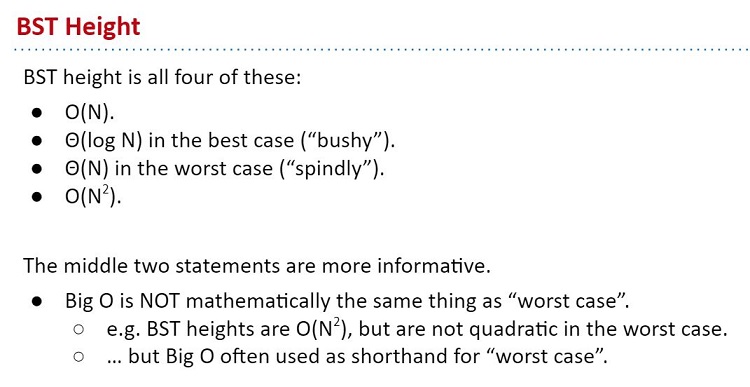 BST Height
BST height is all four of these:
● O(N).
● Θ(log N) in the best case (“bushy”).
● Θ(N) in the worst case (“spindly”).
● O(N²).
The middle two statements are more informative.
● Big O is NOT mathematically the same thing as “worst case”.
○ e.g. BST heights are O(N²), but are not quadratic in the worst case.
○ ... but Big O often used as shorthand for “worst case”.